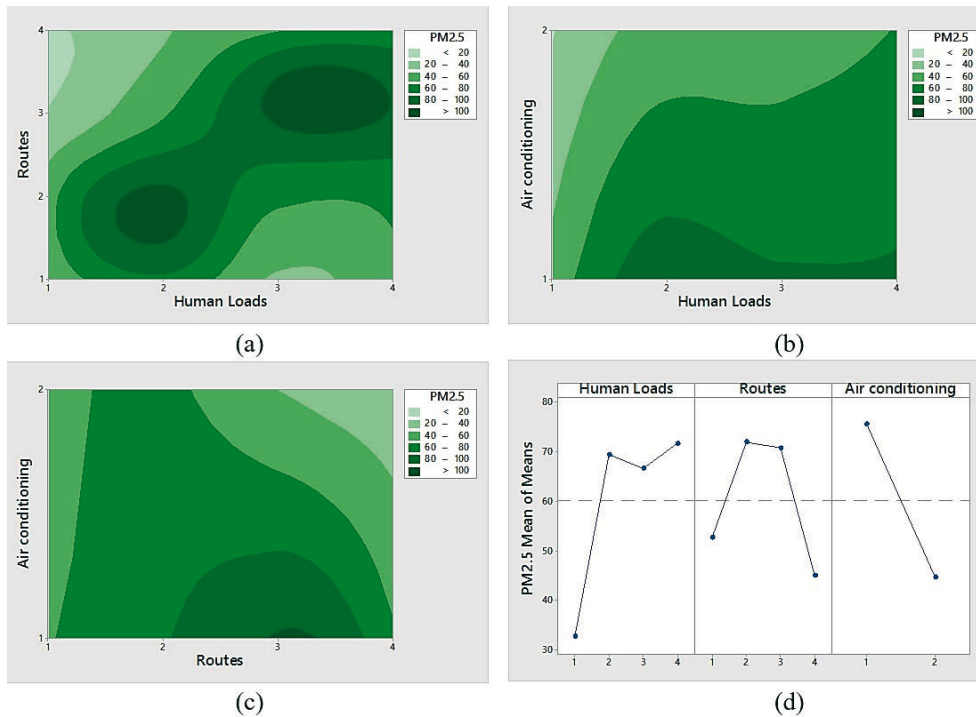 PM2.5
< 20
20 – 40
40 – 60
60 – 80
80 – 100
> 100
Routes
4
3
2
1
1 2 3 4
Human Loads
(a)
PM2.5
< 20
20 – 40
40 – 60
60 – 80
80 – 100
> 100
Air conditioning
2
1
1 2 3 4
Human Loads
(b)
PM2.5
< 20
20 – 40
40 – 60
60 – 80
80 – 100
> 100
Air conditioning
2
1
1 2 3 4
Routes
(c)
Human Loads Routes Air conditioning
PM2.5 Mean of Means
80
70
60
50
40
30
1 2 3 4 1 2 3 4 1 2
(d)